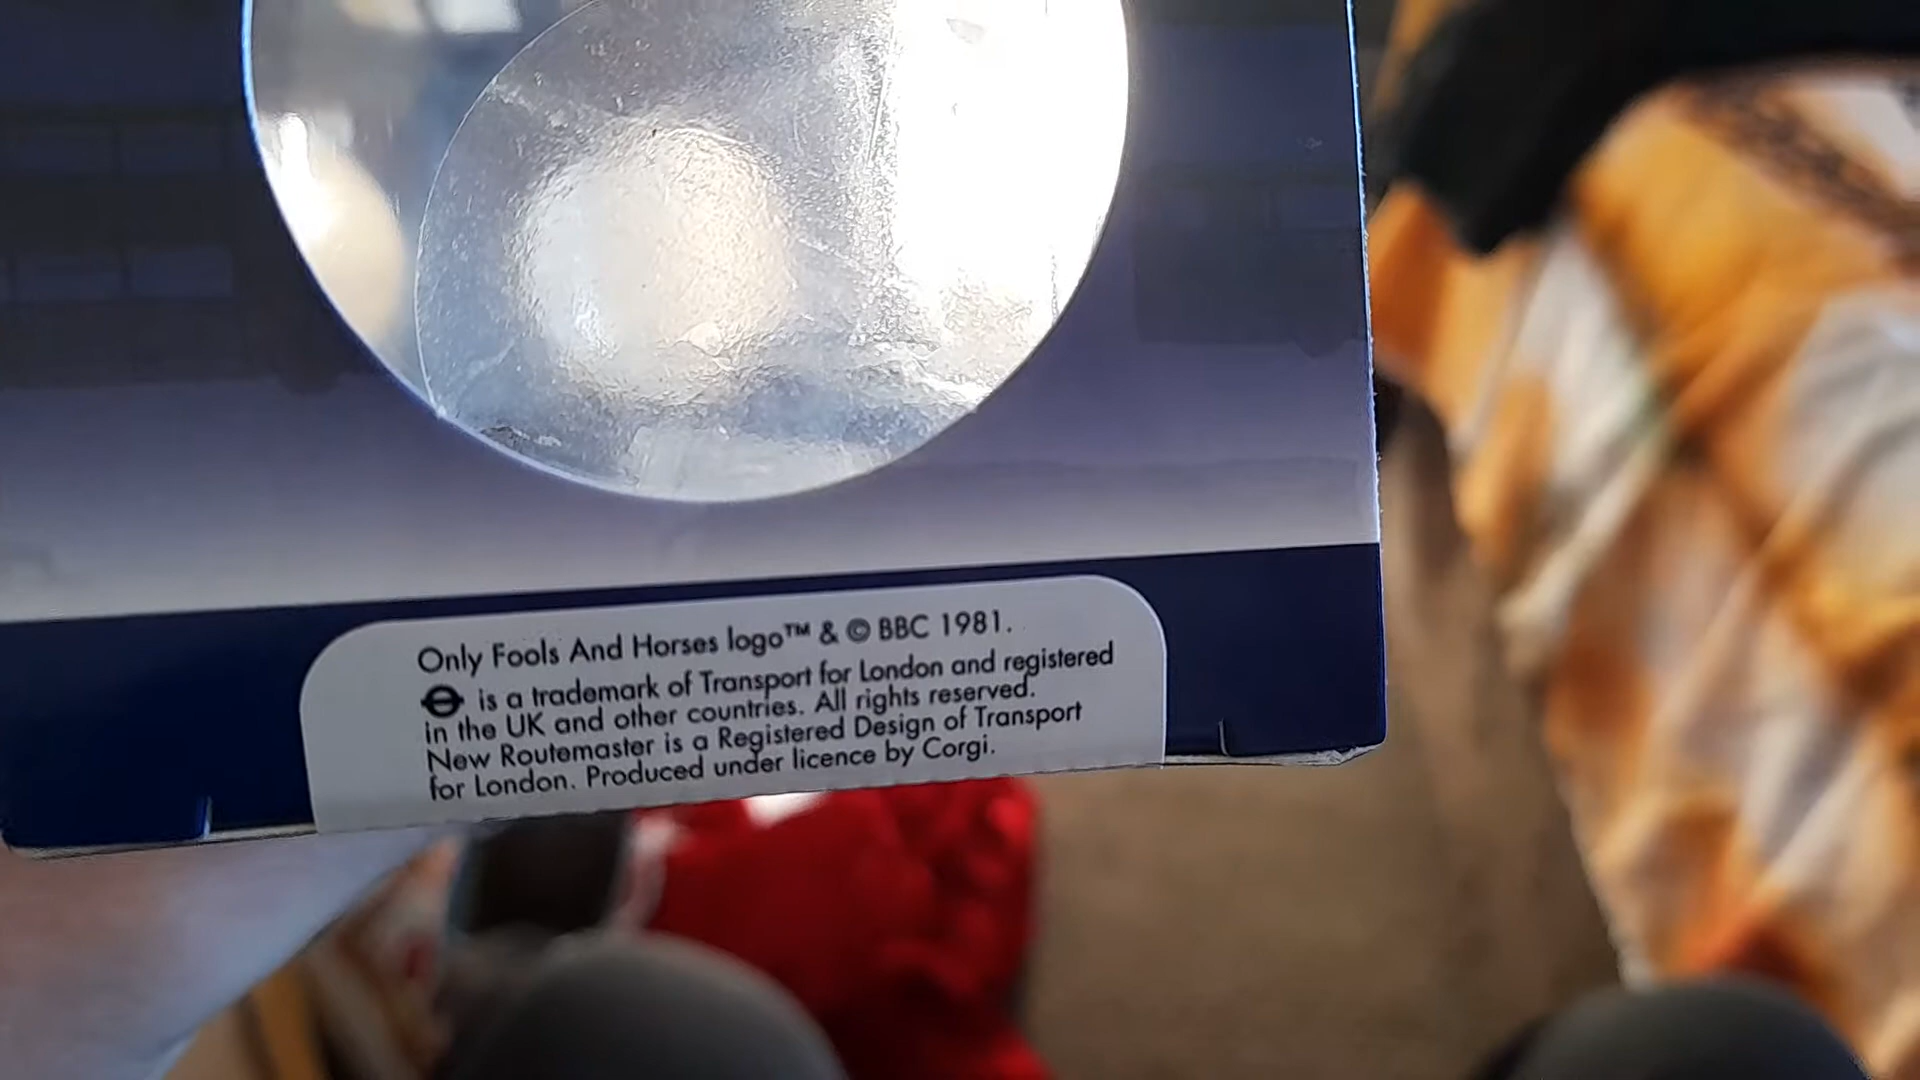 Only Fools And Horses logo™ & © BBC 1981.
is a trademark of Transport for London and registered
in the UK and other countries. All rights reserved.
New Routemaster is a Registered Design of Transport
for London. Produced under licence by Corgi.